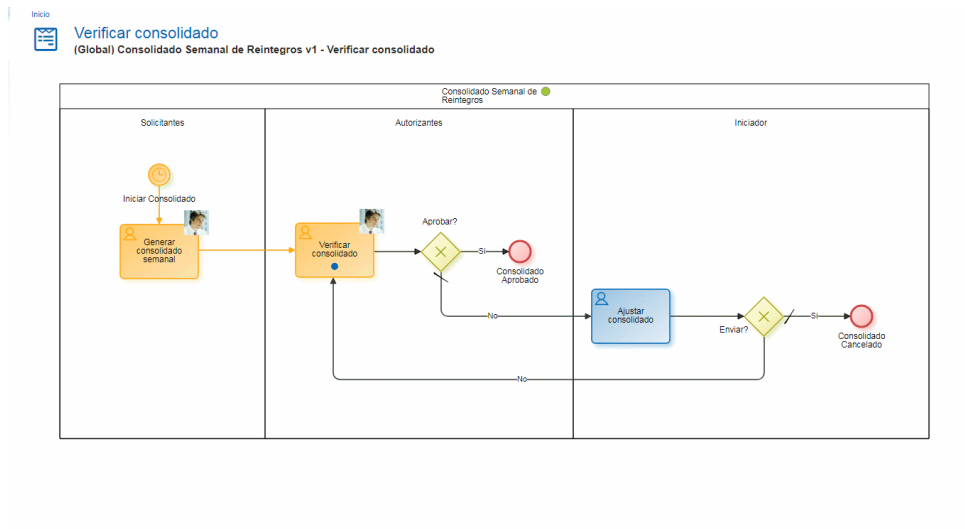 Inicio
Verificar consolidado
(Global) Consolidado Semanal de Reintegros v1 - Verificar consolidado
Consolidado Semanal de
Reintegros
Solicitantes
Autorizantes
Iniciador
Iniciar Consolidado
Generar
consolidado
semanal
Verificar
consolidado
Aprobar?
Si
Consolidado
Aprobado
No
Ajustar
consolidado
Enviar?
Si
Consolidado
Cancelado
No